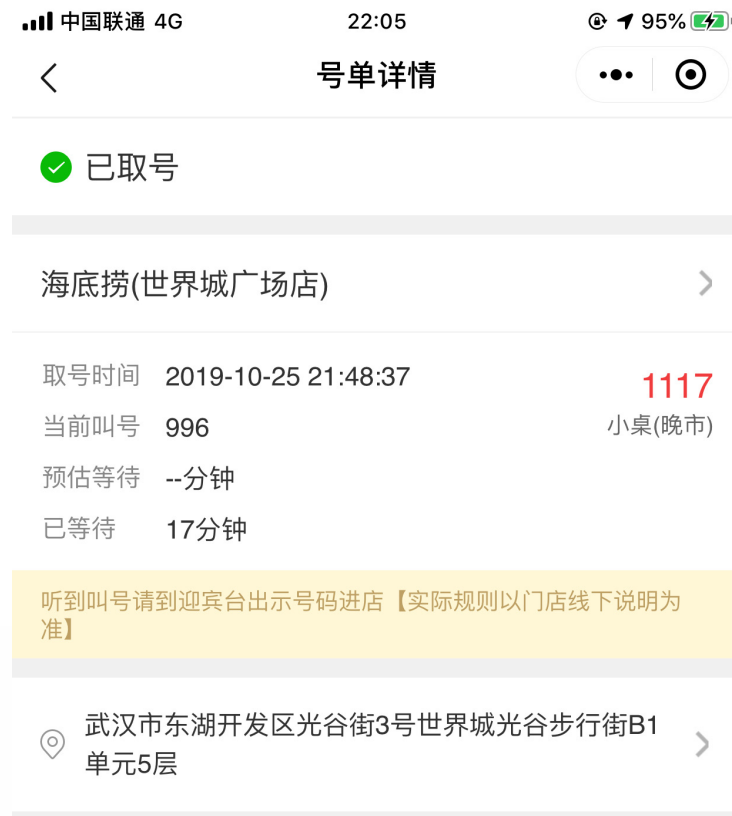 中国联通 4G 22:05 95%
号单详情
已取号
海底捞(世界城广场店)
取号时间 2019-10-25 21:48:37
1117
当前叫号 996
小桌(晚市)
预估等待 --分钟
已等待 17分钟
听到叫号请到迎宾台出示号码进店【实际规则以门店线下说明为
准】
武汉市东湖开发区光谷街3号世界城光谷步行街B1
单元5层